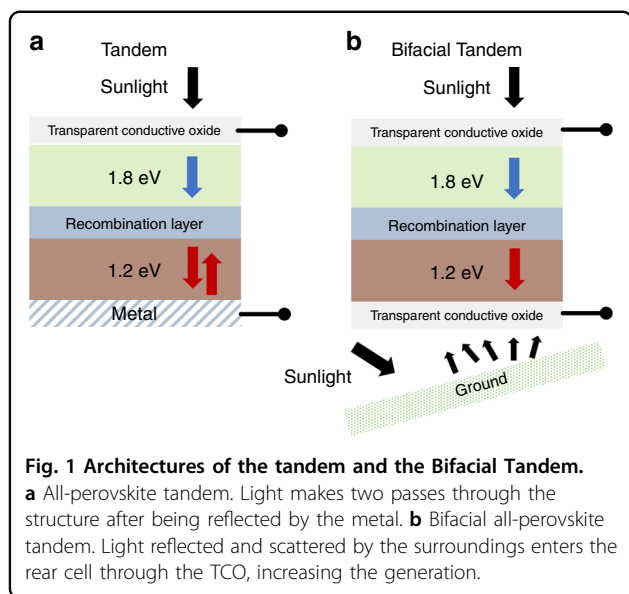 a
Tandem
Sunlight
Transparent conductive oxide
1.8 eV
Recombination layer
1.2 eV
Metal
b
Bifacial Tandem
Sunlight
Transparent conductive oxide
1.8 eV
Recombination layer
1.2 eV
Transparent conductive oxide
Sunlight
Ground
Fig. 1 Architectures of the tandem and the Bifacial Tandem.
a All-perovskite tandem. Light makes two passes through the
structure after being reflected by the metal. b Bifacial all-perovskite
tandem. Light reflected and scattered by the surroundings enters the
rear cell through the TCO, increasing the generation.